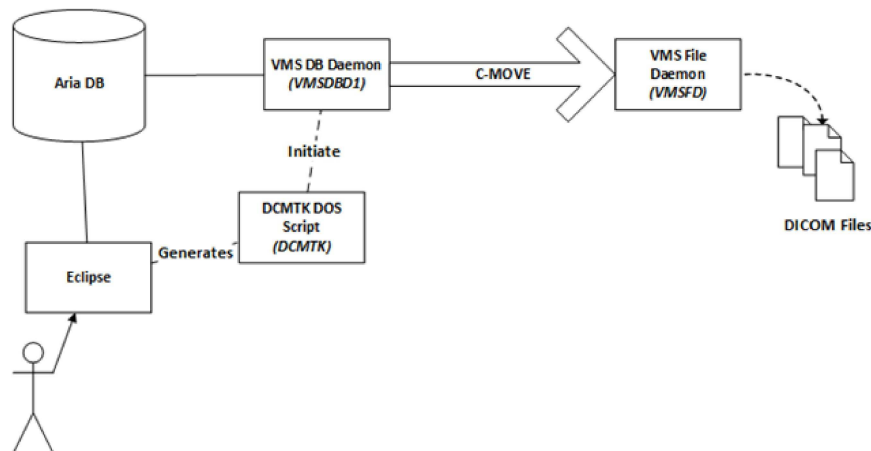 Aria DB
VMS DB Daemon
(VMSDBD1)
C-MOVE
VMS File
Daemon
(VMSFD)
Initiate
DCMTK DOS
Script
(DCMTK)
DICOM Files
Generates
Eclipse